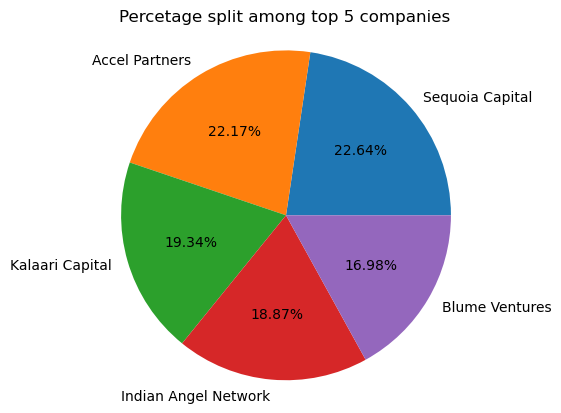 Percetage split among top 5 companies
Accel Partners
Sequoia Capital
22.17%
22.64%
19.34%
Kalaari Capital
16.98%
18.87%
Blume Ventures
Indian Angel Network